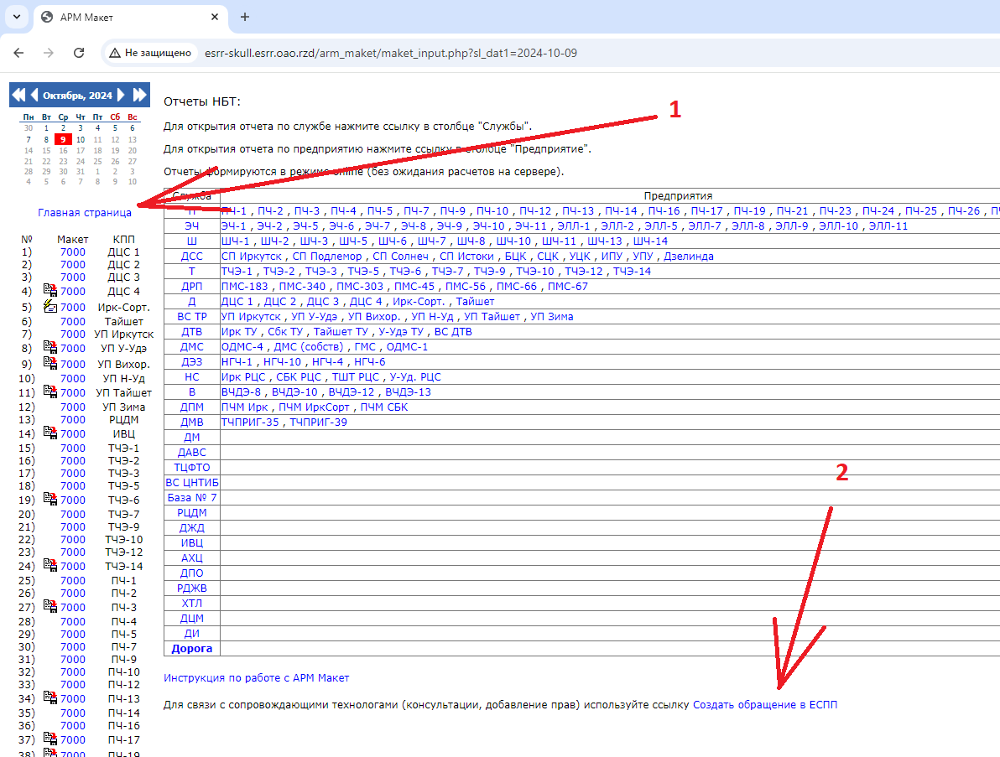 АРМ Макет
Не защищено
esrr-skull.esrr.oao.rzd/arm_maket/maket_input.php?sl_dat1=2024-10-09
Октябрь, 2024
Пн Вт Ср Чт Пт Сб Вс
30 1 2 3 4 5 6
7 8 9 10 11 12 13
14 15 16 17 18 19 20
21 22 23 24 25 26 27
28 29 30 31 1 2 3
4 5 6 7 8 9 10
Главная страница
№ Макет КПП
1) 7000 ДЦС 1
2) 7000 ДЦС 2
3) 7000 ДЦС 3
4) 7000 ДЦС 4
5) 7000 Ирк-Сорт.
6) 7000 Тайшет
7) 7000 УП Иркутск
8) 7000 УП У-Удэ
9) 7000 УП Вихор.
10) 7000 УП Н-Уд
11) 7000 УП Тайшет
12) 7000 УП Зима
13) 7000 РЦДМ
14) 7000 ИВЦ
15) 7000 ТЧЭ-1
16) 7000 ТЧЭ-2
17) 7000 ТЧЭ-3
18) 7000 ТЧЭ-5
19) 7000 ТЧЭ-6
20) 7000 ТЧЭ-7
21) 7000 ТЧЭ-9
22) 7000 ТЧЭ-10
23) 7000 ТЧЭ-12
24) 7000 ТЧЭ-14
25) 7000 ПЧ-1
26) 7000 ПЧ-2
27) 7000 ПЧ-3
28) 7000 ПЧ-4
29) 7000 ПЧ-5
30) 7000 ПЧ-7
31) 7000 ПЧ-9
32) 7000 ПЧ-10
33) 7000 ПЧ-12
34) 7000 ПЧ-13
35) 7000 ПЧ-14
36) 7000 ПЧ-16
37) 7000 ПЧ-17
38) 7000 ПЧ-19
Отчеты НБТ:
1
Для открытия отчета по службе нажмите ссылку в столбце "Службы".
Для открытия отчета по предприятию нажмите ссылку в столбце "Предприятие".
Отчеты формируются в режиме online (без ожидания расчетов на сервере).
Служба Предприятия
П ПЧ-1 , ПЧ-2 , ПЧ-3 , ПЧ-4 , ПЧ-5 , ПЧ-7 , ПЧ-9 , ПЧ-10 , ПЧ-12 , ПЧ-13 , ПЧ-14 , ПЧ-16 , ПЧ-17 , ПЧ-19 , ПЧ-21 , ПЧ-23 , ПЧ-24 , ПЧ-25 , ПЧ-26 ,
ЭЧ ЭЧ-1 , ЭЧ-2 , ЭЧ-5 , ЭЧ-6 , ЭЧ-7 , ЭЧ-8 , ЭЧ-9 , ЭЧ-10 , ЭЧ-11 , ЭЛЛ-1 , ЭЛЛ-2 , ЭЛЛ-5 , ЭЛЛ-7 , ЭЛЛ-8 , ЭЛЛ-9 , ЭЛЛ-10 , ЭЛЛ-11
Ш ШЧ-1 , ШЧ-2 , ШЧ-3 , ШЧ-5 , ШЧ-6 , ШЧ-7 , ШЧ-8 , ШЧ-10 , ШЧ-11 , ШЧ-13 , ШЧ-14
ДСС СП Иркутск , СП Подлемор , СП Солнеч , СП Истоки , БЦК , СЦК , УЦК , ИПУ , УПУ , Дзелинда
Т ТЧЭ-1 , ТЧЭ-2 , ТЧЭ-3 , ТЧЭ-5 , ТЧЭ-6 , ТЧЭ-7 , ТЧЭ-9 , ТЧЭ-10 , ТЧЭ-12 , ТЧЭ-14
ДРП ПМС-183 , ПМС-340 , ПМС-303 , ПМС-45 , ПМС-56 , ПМС-66 , ПМС-67
Д ДЦС 1 , ДЦС 2 , ДЦС 3 , ДЦС 4 , Ирк-Сорт. , Тайшет
ВС ТР УП Иркутск , УП У-Удэ , УП Вихор. , УП Н-Уд , УП Тайшет , УП Зима
ДТВ Ирк ТУ , Сбк ТУ , Тайшет ТУ , У-Удэ ТУ , ВС ДТВ
ДМС ОДМС-4 , ДМС (собств) , ГМС , ОДМС-1
ДЭЗ НГЧ-1 , НГЧ-10 , НГЧ-4 , НГЧ-6
НС Ирк РЦС , СБК РЦС , ТШТ РЦС , У-Уд. РЦС
В ВЧДЭ-8 , ВЧДЭ-10 , ВЧДЭ-12 , ВЧДЭ-13
ДПМ ПЧМ Ирк , ПЧМ ИркСорт , ПЧМ СБК
ДМВ ТЧПРИГ-35 , ТЧПРИГ-39
ДМ
ДАВС
ТЦФТО
ВС ЦНТИБ
База № 7
РЦДМ
ДЖД
ИВЦ
АХЦ
ДПО
РДЖВ
ХТЛ
ДЦМ
ДИ
Дорога
2
Инструкция по работе с АРМ Макет
Для связи с сопровождающими технологами (консультации, добавление прав) используйте ссылку Создать обращение в ЕСПП